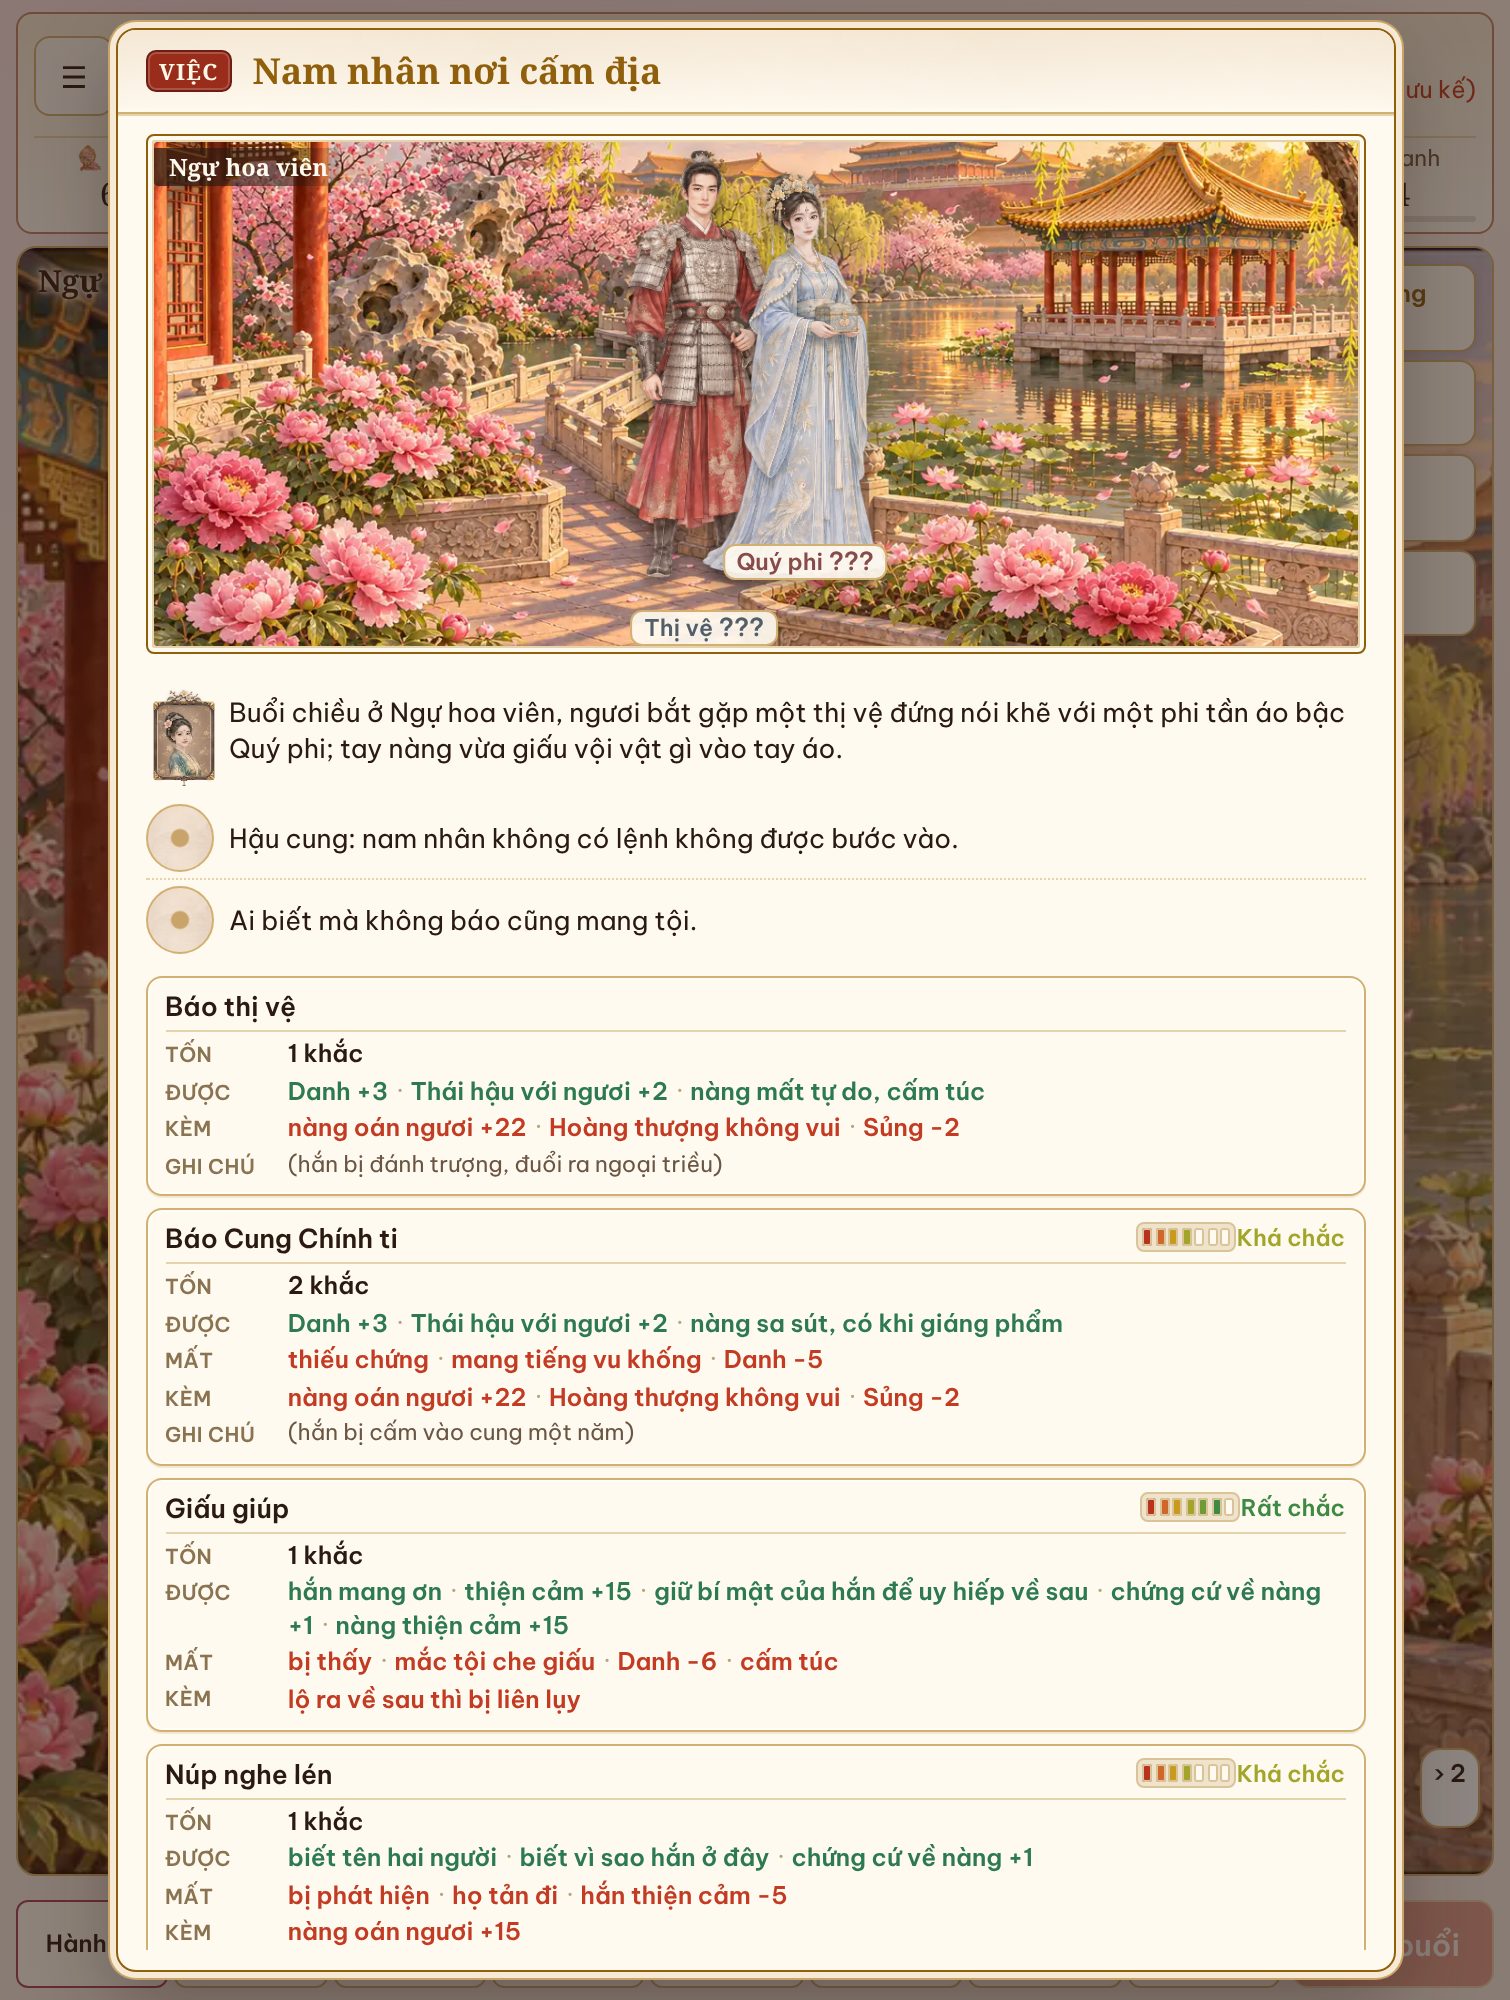 VIỆC Nam nhân nơi cấm địa
ưu kế)
anh
Ngự hoa viên
Ngự
Quý phi ???
Thị vệ ???
Buổi chiều ở Ngự hoa viên, ngươi bắt gặp một thị vệ đứng nói khẽ với một phi tần áo bậc
Quý phi; tay nàng vừa giấu vội vật gì vào tay áo.
Hậu cung: nam nhân không có lệnh không được bước vào.
Ai biết mà không báo cũng mang tội.
Báo thị vệ
TỐN 1 khắc
ĐƯỢC Danh +3 · Thái hậu với ngươi +2 · nàng mất tự do, cấm túc
KÈM nàng oán ngươi +22 · Hoàng thượng không vui · Sủng -2
GHI CHÚ (hắn bị đánh trượng, đuổi ra ngoại triều)
Báo Cung Chính ti Khá chắc
TỐN 2 khắc
ĐƯỢC Danh +3 · Thái hậu với ngươi +2 · nàng sa sút, có khi giáng phẩm
MẤT thiếu chứng · mang tiếng vu khống · Danh -5
KÈM nàng oán ngươi +22 · Hoàng thượng không vui · Sủng -2
GHI CHÚ (hắn bị cấm vào cung một năm)
Giấu giúp Rất chắc
TỐN 1 khắc
ĐƯỢC hắn mang ơn · thiện cảm +15 · giữ bí mật của hắn để uy hiếp về sau · chứng cứ về nàng
+1 · nàng thiện cảm +15
MẤT bị thấy · mắc tội che giấu · Danh -6 · cấm túc
KÈM lộ ra về sau thì bị liên lụy
Núp nghe lén Khá chắc
TỐN 1 khắc
ĐƯỢC biết tên hai người · biết vì sao hắn ở đây · chứng cứ về nàng +1
MẤT bị phát hiện · họ tản đi · hắn thiện cảm -5
KÈM nàng oán ngươi +15
› 2
Hành
buổi